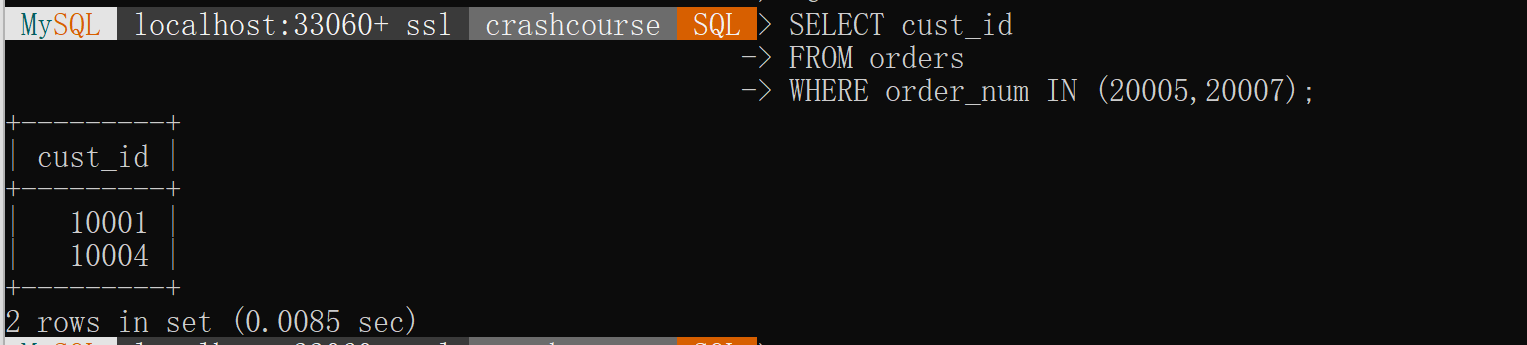 MySQL localhost:33060+ ssl crashcourse SQL > SELECT cust_id
-> FROM orders
-> WHERE order_num IN (20005,20007);
+---------+
| cust_id |
+---------+
|   10001 |
|   10004 |
+---------+
2 rows in set (0.0085 sec)